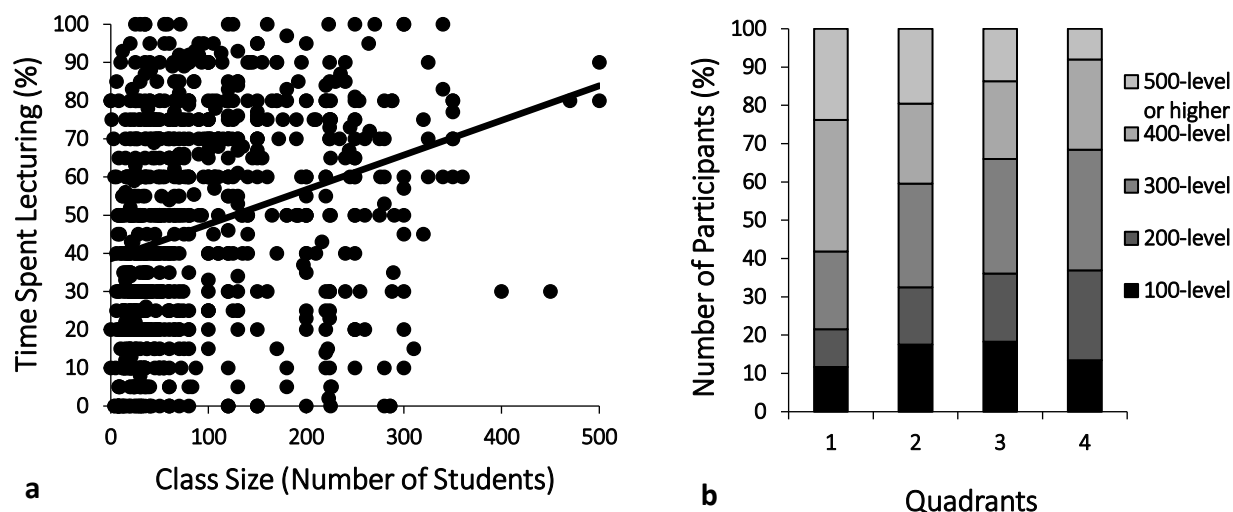 Time Spent Lecturing (%)
100
90
80
70
60
50
40
30
20
10
0
0 100 200 300 400 500
Class Size (Number of Students)
a
Number of Participants (%)
100
90
80
70
60
50
40
30
20
10
0
1 2 3 4
Quadrants
b
500-level
or higher
400-level
300-level
200-level
100-level